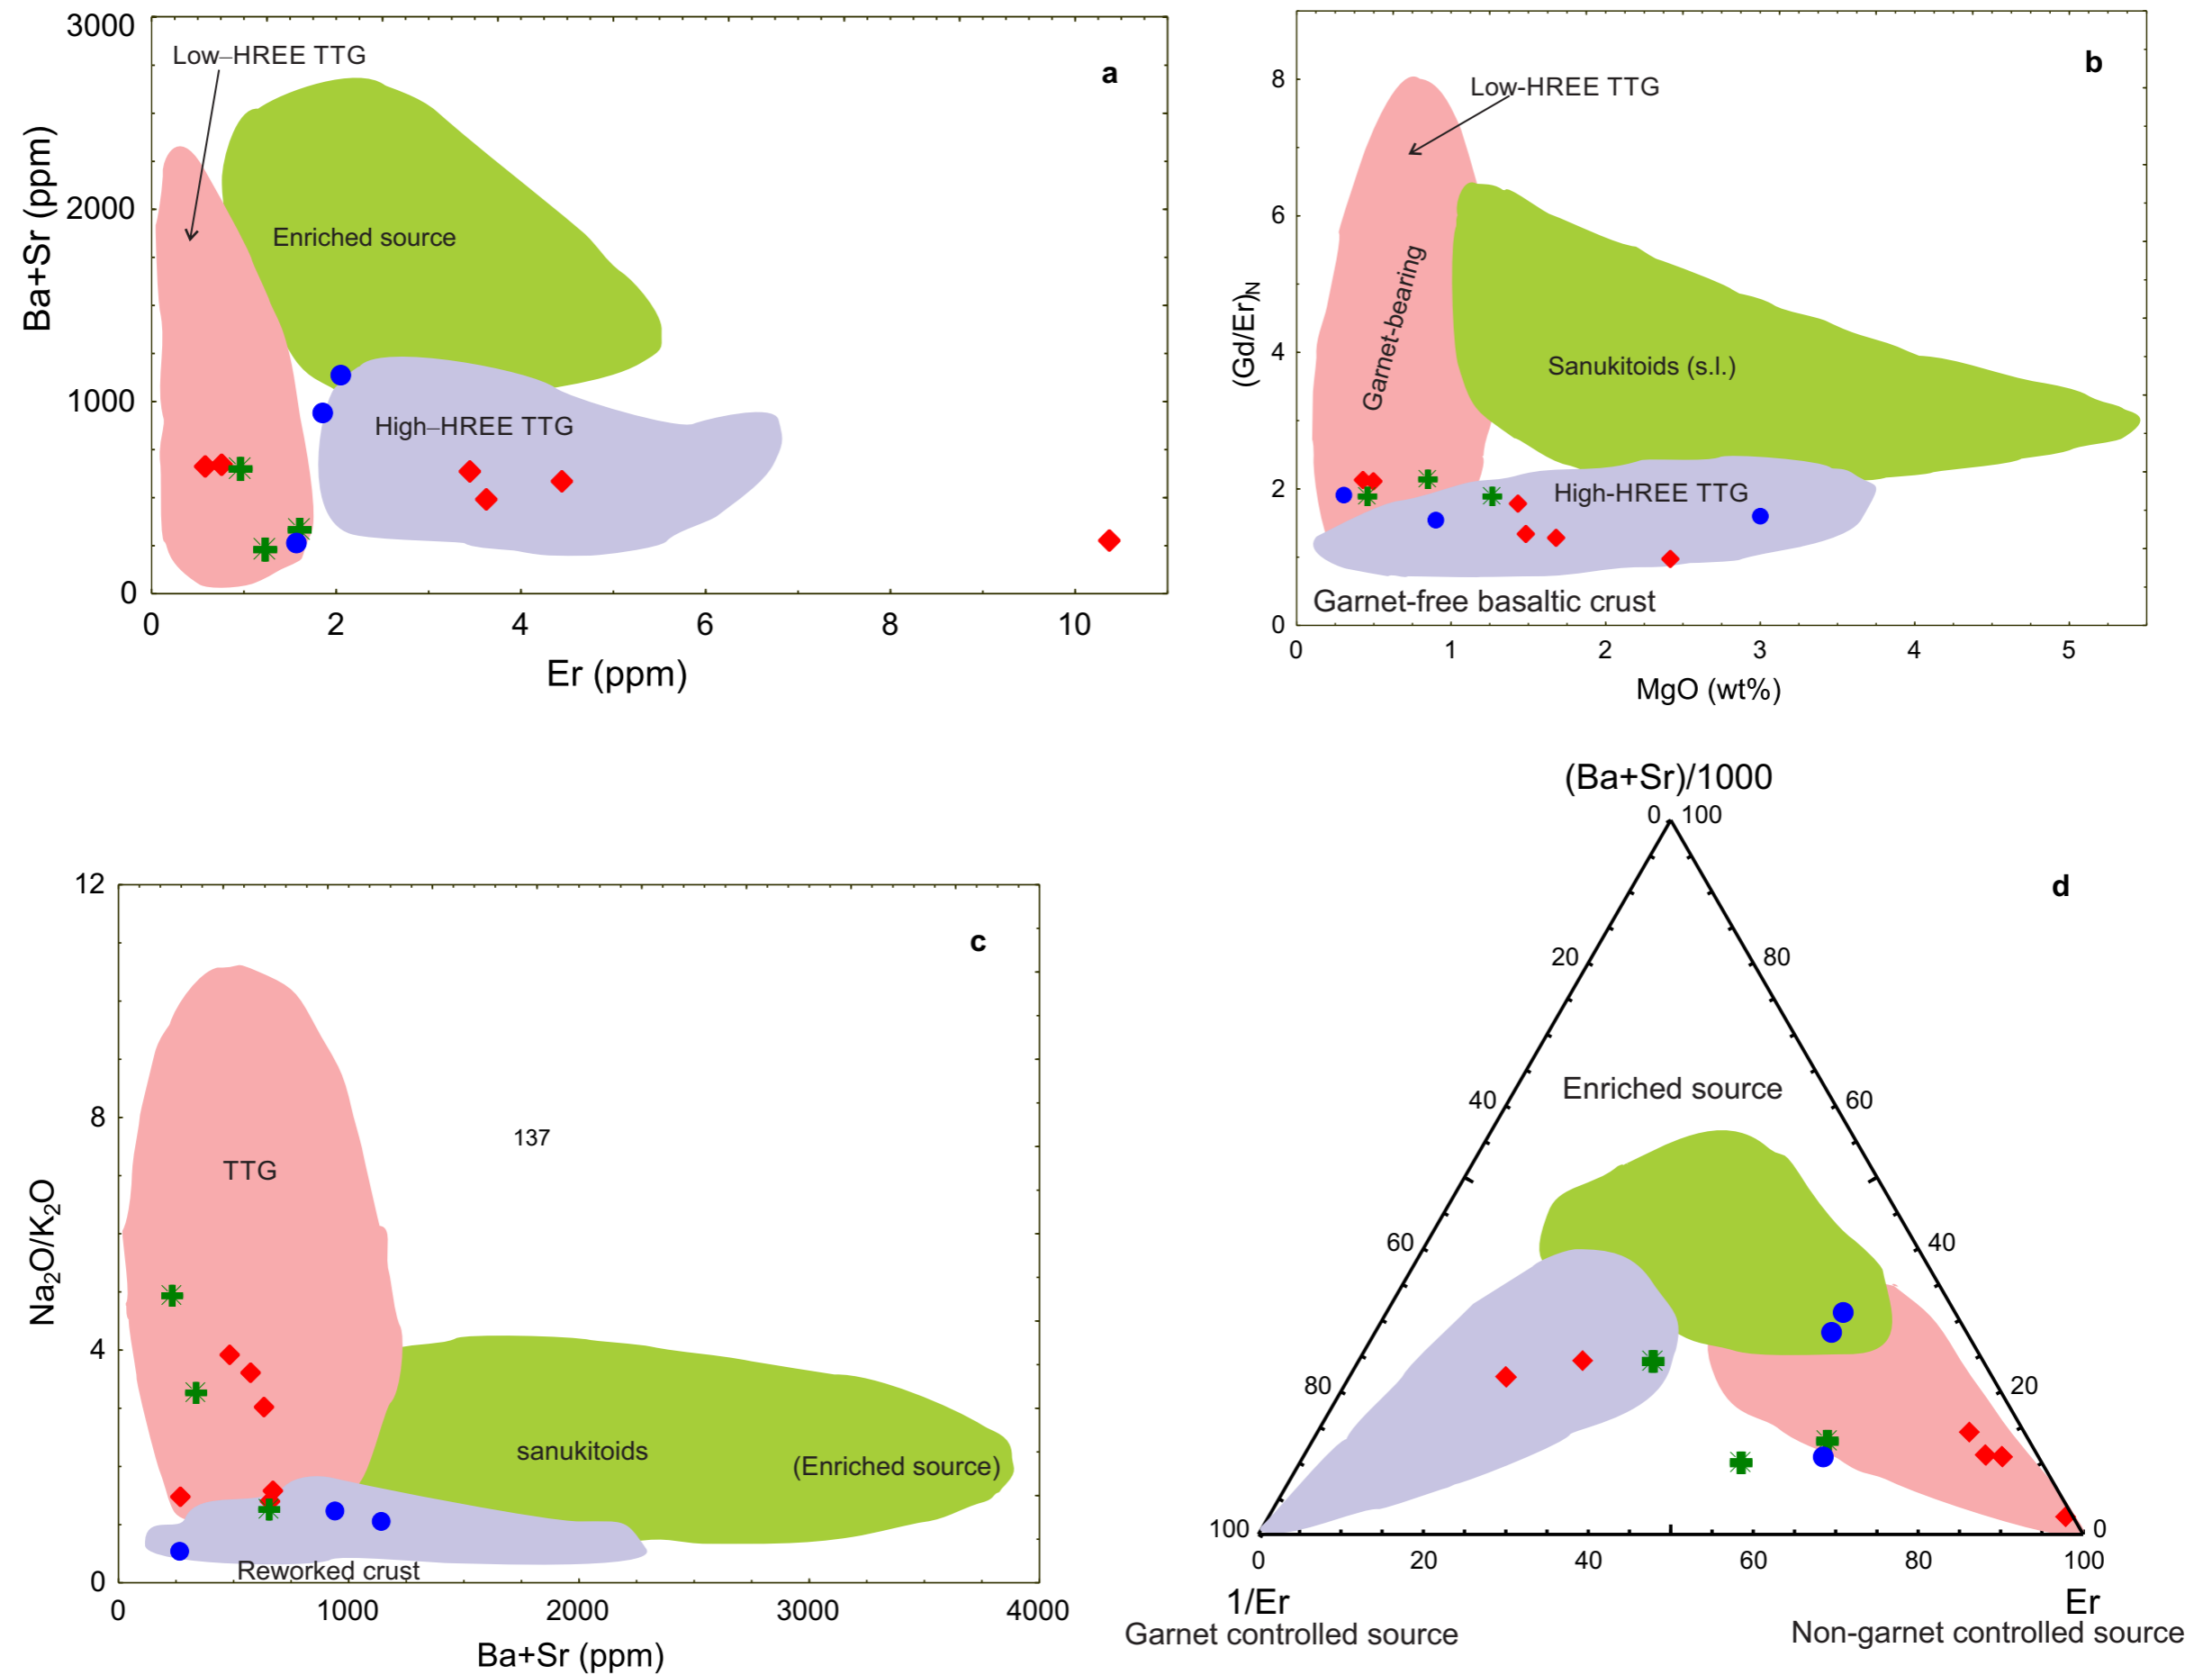 a
Low–HREE TTG
Enriched source
High–HREE TTG
Ba+Sr (ppm)
3000
2000
1000
0
0 2 4 6 8 10
Er (ppm)
b
Low-HREE TTG
Garnet-bearing
Sanukitoids (s.l.)
High-HREE TTG
Garnet-free basaltic crust
(Gd/Er)N
8
6
4
2
0
0 1 2 3 4 5
MgO (wt%)
c
137
TTG
sanukitoids
(Enriched source)
Reworked crust
Na2O/K2O
12
8
4
0
0 1000 2000 3000 4000
Ba+Sr (ppm)
(Ba+Sr)/1000
0 100
d
20 80
Enriched source
40 60
60 40
80 20
100 0
0 20 40 60 80 100
1/Er Er
Garnet controlled source
Non-garnet controlled source